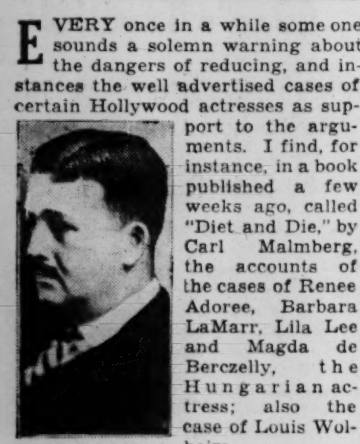 EVERY once in a while some one
sounds a solemn warning about
the dangers of reducing, and in-
stances the well advertised cases of
certain Hollywood actresses as sup-
port to the argu-
ments. I find, for
instance, in a book
published a few
weeks ago, called
"Diet and Die," by
Carl Malmberg,
the accounts of
the cases of Renee
Adoree, Barbara
LaMarr, Lila Lee
and Magda de
Berczelly, the
Hungarian ac-
tress; also the
case of Louis Wol-